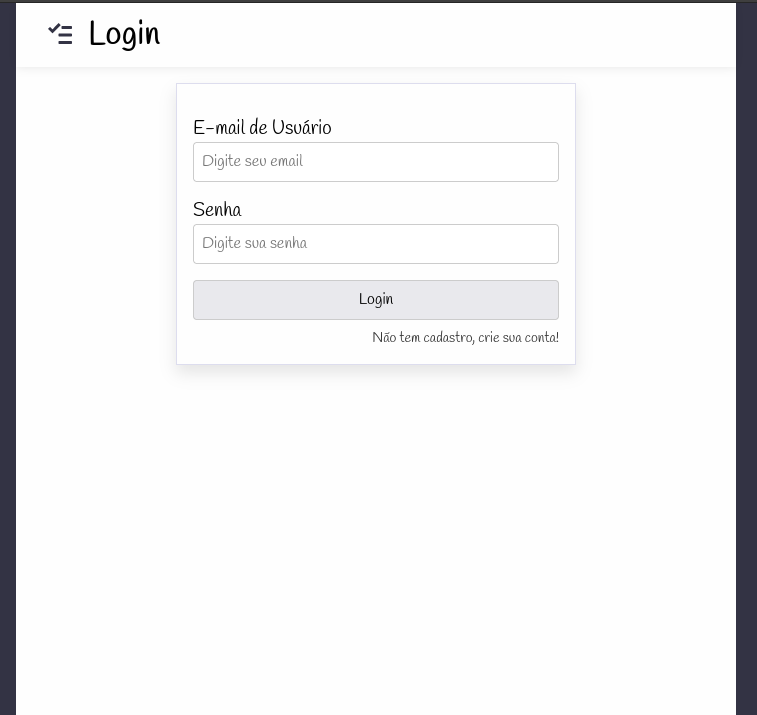 Login
E-mail de Usuário
Digite seu email
Senha
Digite sua senha
Login
Não tem cadastro, crie sua conta!